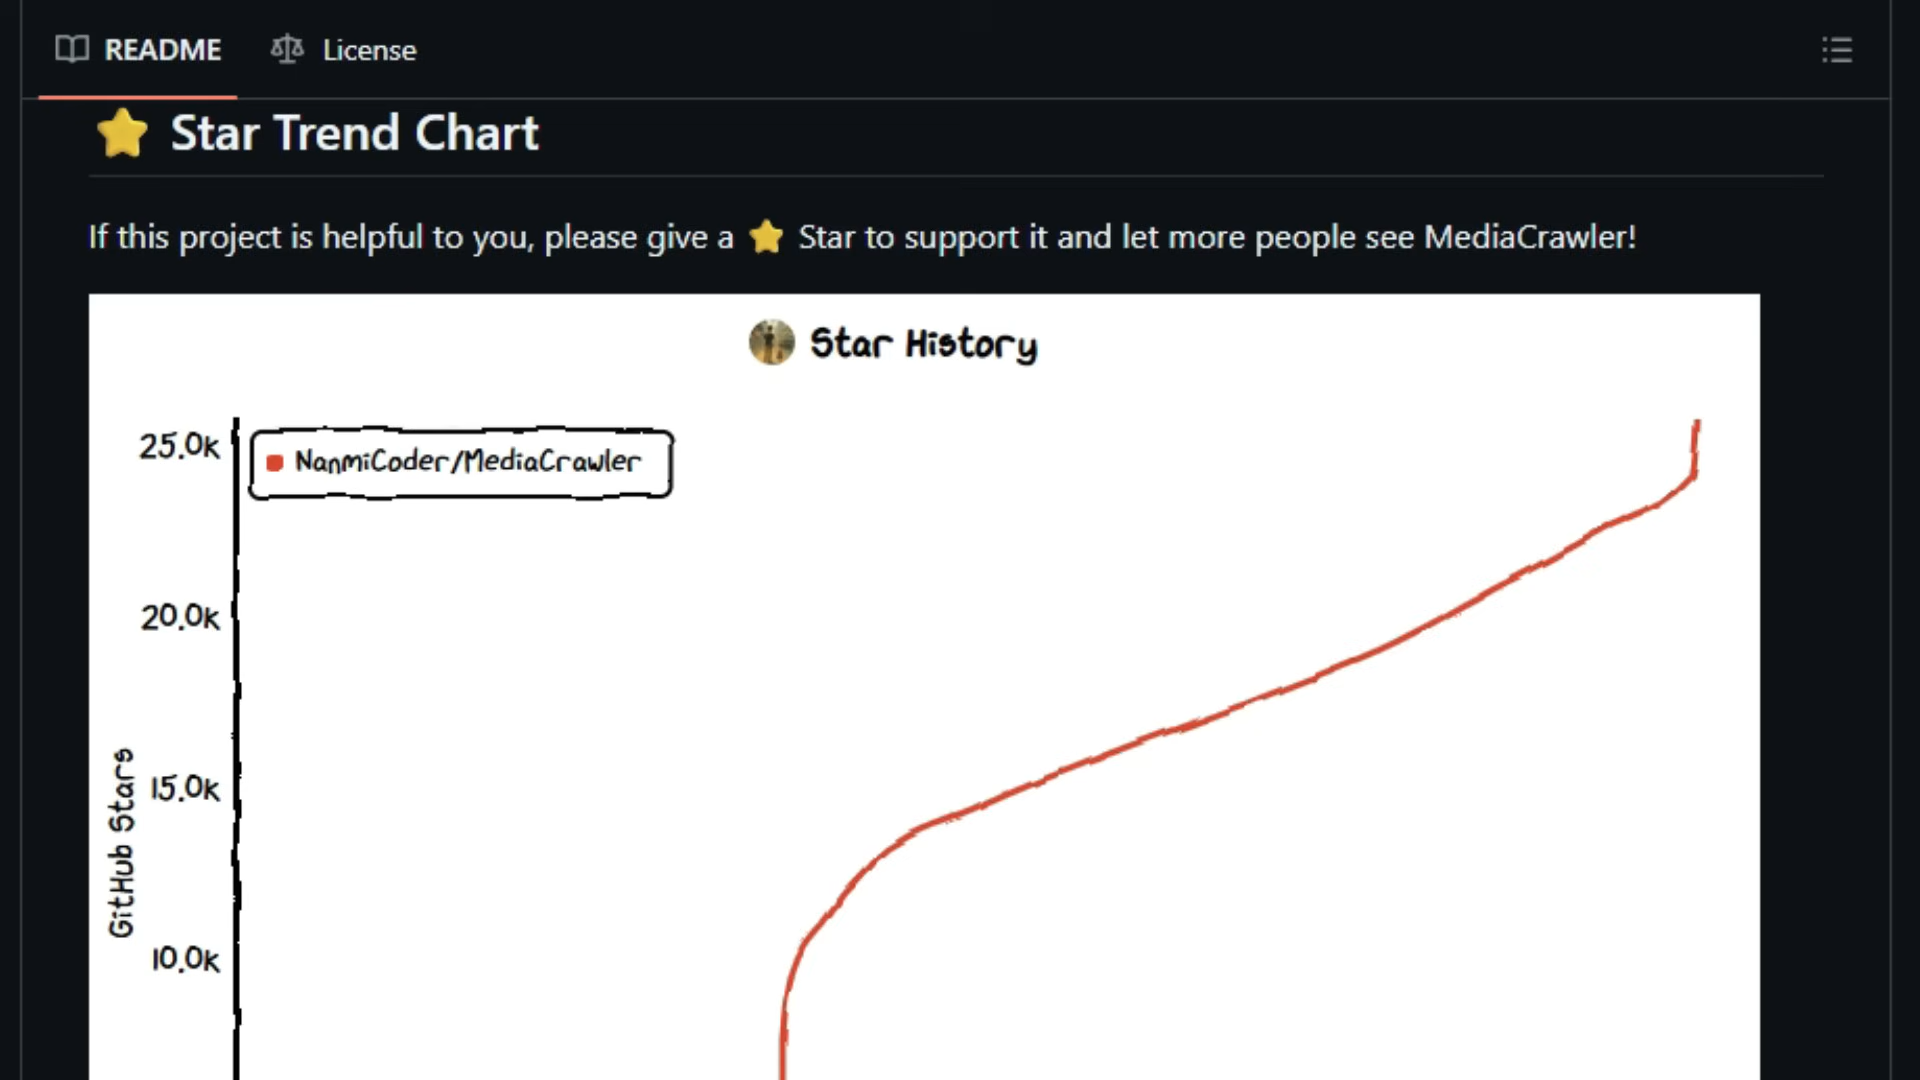 README
License
Star Trend Chart
If this project is helpful to you, please give a ⭐ Star to support it and let more people see MediaCrawler!
Star History
25.0k
NanmiCoder/MediaCrawler
20.0k
15.0k
GitHub Stars
10.0k